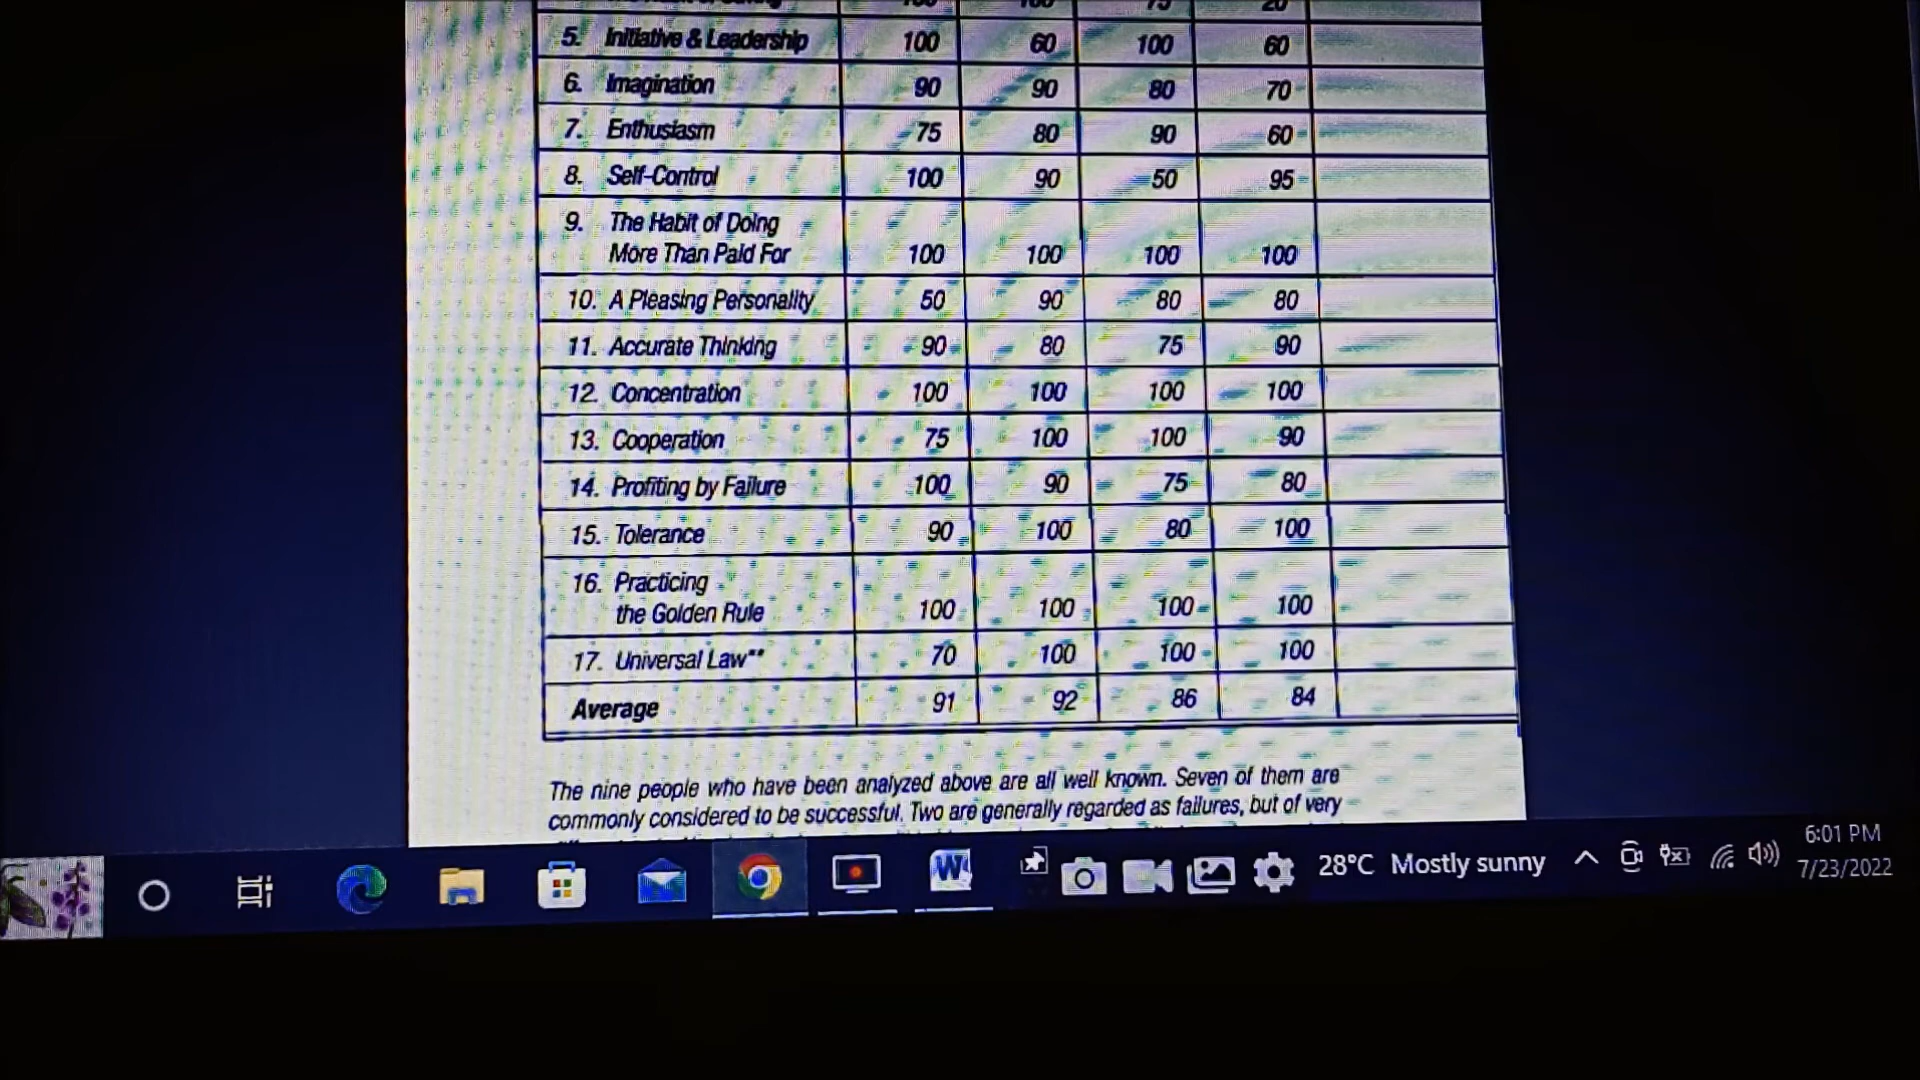 5. Initiative & Leadership 100 60 100 60
6. Imagination 90 90 80 70
7. Enthusiasm 75 80 90 60
8. Self-Control 100 90 50 95
9. The Habit of Doing
More Than Paid For 100 100 100 100
10. A Pleasing Personality 50 90 80 80
11. Accurate Thinking 90 80 75 90
12. Concentration 100 100 100 100
13. Cooperation 75 100 100 90
14. Profiting by Failure 100 90 75 80
15. Tolerance 90 100 80 100
16. Practicing
the Golden Rule 100 100 100 100
17. Universal Law** 70 100 100 100
Average 91 92 86 84
The nine people who have been analyzed above are all well known. Seven of them are
commonly considered to be successful. Two are generally regarded as failures, but of very
W
28°C Mostly sunny
6:01 PM
7/23/2022